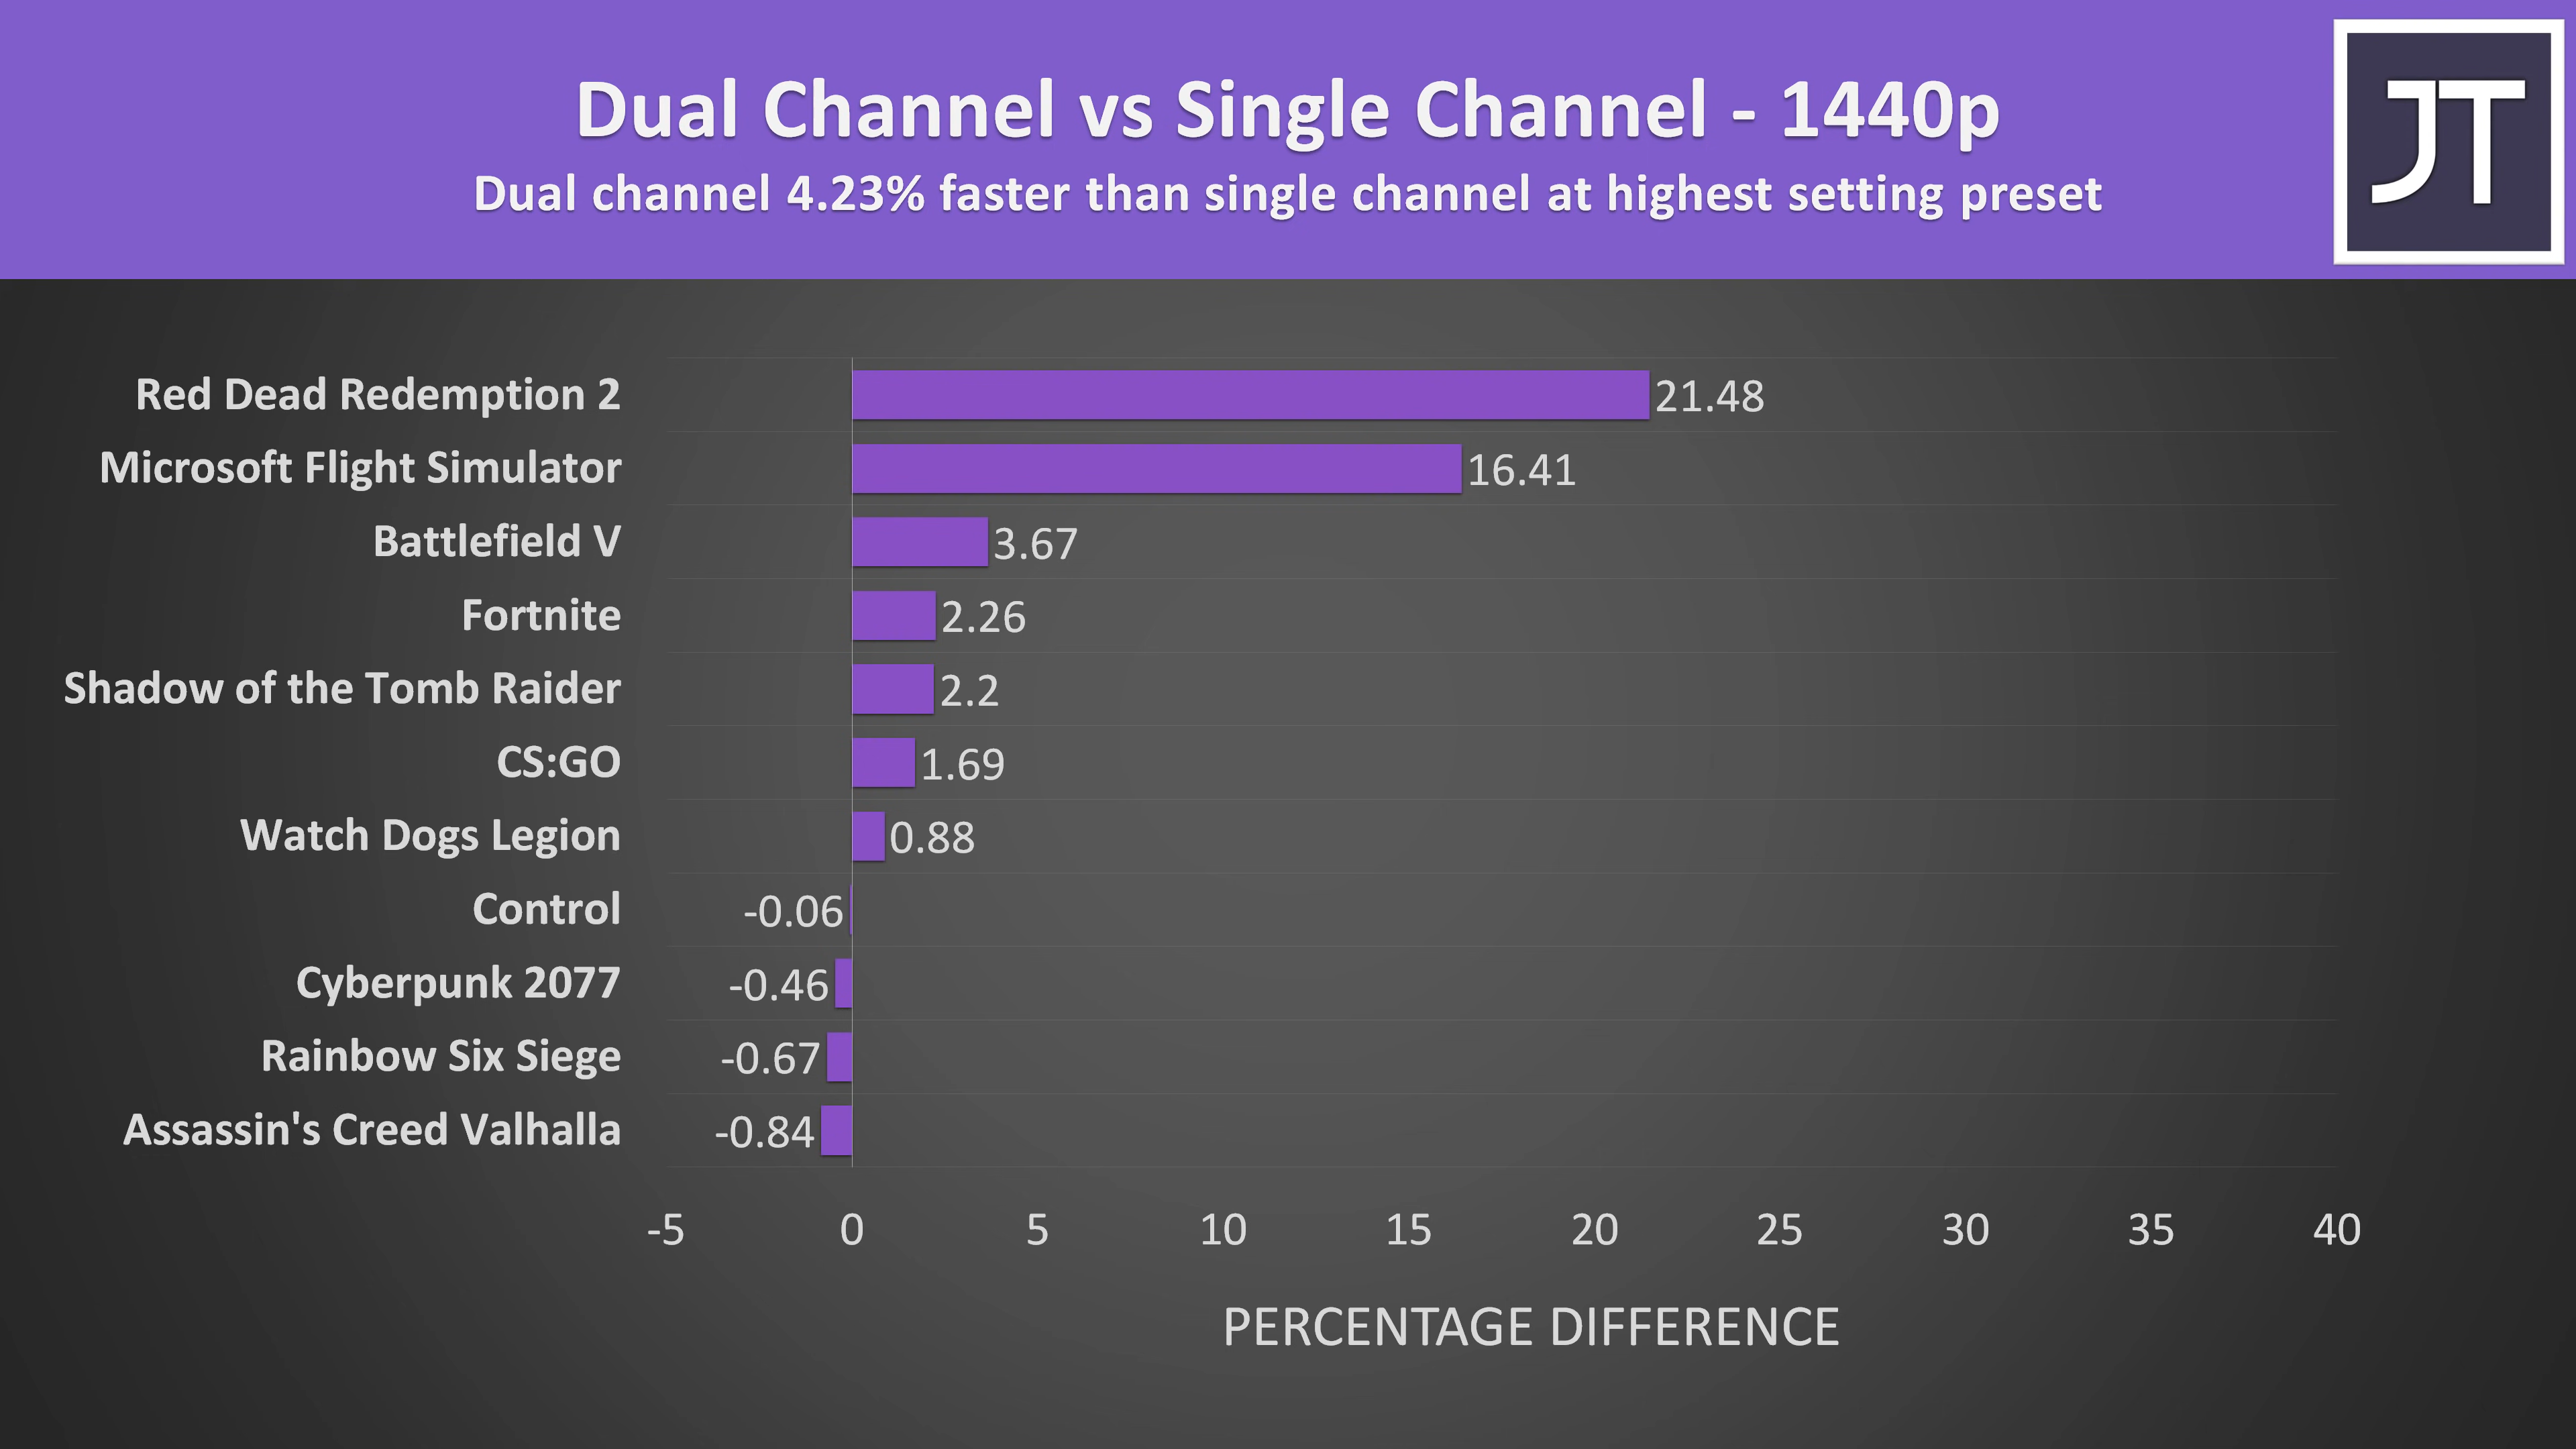 Dual Channel vs Single Channel - 1440p
Dual channel 4.23% faster than single channel at highest setting preset
JT
Red Dead Redemption 2 21.48
Microsoft Flight Simulator 16.41
Battlefield V 3.67
Fortnite 2.26
Shadow of the Tomb Raider 2.2
CS:GO 1.69
Watch Dogs Legion 0.88
Control -0.06
Cyberpunk 2077 -0.46
Rainbow Six Siege -0.67
Assassin's Creed Valhalla -0.84
-5 0 5 10 15 20 25 30 35 40
PERCENTAGE DIFFERENCE